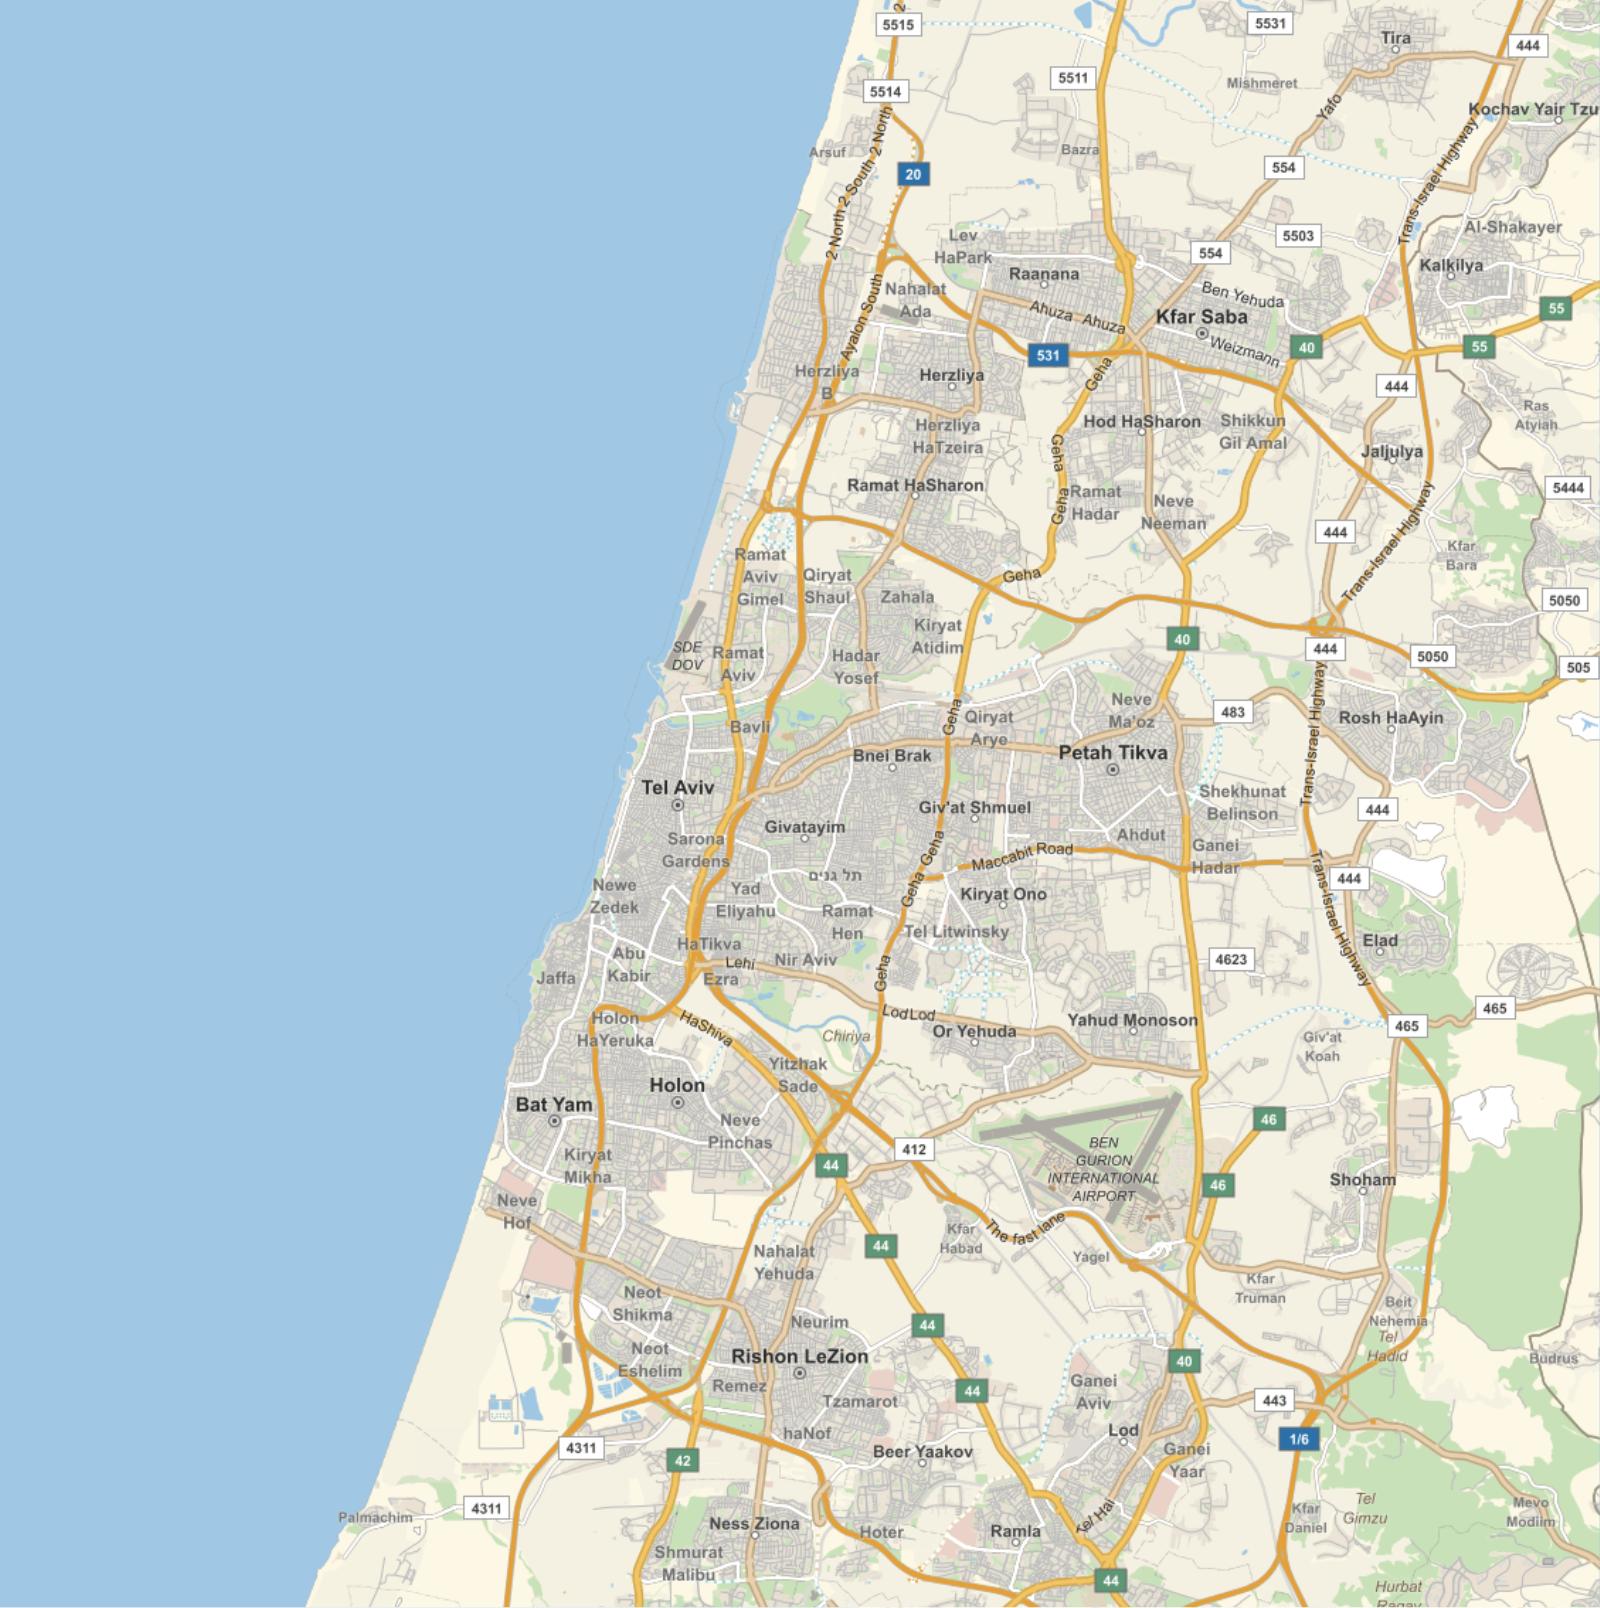 2
5515
5531
Tira
444
5514
5511
Mishmeret
Yafo
Kochav Yair Tzu
2 North 2 South 2 North
Arsuf
Bazra
20
554
Trans-Israel Highway
Lev
HaPark
554
5503
Al-Shakayer
Raanana
Kalkilya
Nahalat
Ada
Ben Yehuda
Ayalon South
Ahuza Ahuza
Kfar Saba
55
531
Weizmann
40
55
Herzliya
B
Herzliya
Geha
444
Ras
Atyiah
Herzliya
HaTzeira
Hod HaSharon
Shikkun
Gil Amal
Jaljulya
Geha
Ramat HaSharon
Geha
Ramat
Hadar
Neve
Neeman
5444
444
Trans-Israel Highway
Kfar
Bara
Ramat
Aviv
Gimel
Qiryat
Shaul
Zahala
Geha
5050
Kiryat
Atidim
SDE
DOV
Ramat
Aviv
Hadar
Yosef
40
444
5050
505
Neve
Ma'oz
483
Rosh HaAyin
Bavli
Geha
Qiryat
Arye
Trans-Israel Highway
Bnei Brak
Petah Tikva
Tel Aviv
Shekhunat
Belinson
444
Giv'at Shmuel
Givatayim
Sarona
Gardens
Geha
Maccabit Road
Ahdut
Ganei
Hadar
תל גנים
Geha
444
Newe
Zedek
Yad
Eliyahu
Ramat
Hen
Kiryot Ono
Tel Litwinsky
Trans-Israel Highway
Elad
HaTikva
Abu
Kabir
Lehi
Nir Aviv
Geha
4623
Jaffa
Ezra
465
Holon
HaYeruka
HaShiva
Lod Lod
Or Yehuda
Yahud Monoson
465
Chiriya
Giv'at
Koah
Yitzhak
Sade
Holon
Bat Yam
Neve
Pinchas
46
412
BEN
GURION
INTERNATIONAL
AIRPORT
Kiryat
Mikha
44
46
Shoham
Neve
Hof
The fast lane
Kfar
Habad
44
Nahalat
Yehuda
Yagel
Kfar
Truman
Neot
Shikma
Neurim
44
Beit
Nehemia
Tel
Hadid
Neot
Eshelim
Rishon LeZion
40
Budrus
Remez
Tzamarot
44
Ganei
Aviv
443
haNof
Lod
1/6
4311
42
Beer Yaakov
Ganei
Yaar
4311
Palmachim
Ness Ziona
Hoter
Ramla
Tel Hai
Kfar
Daniel
Tel
Gimzu
Mevo
Modiim
Shmurat
Malibu
44
Hurbat
Regav